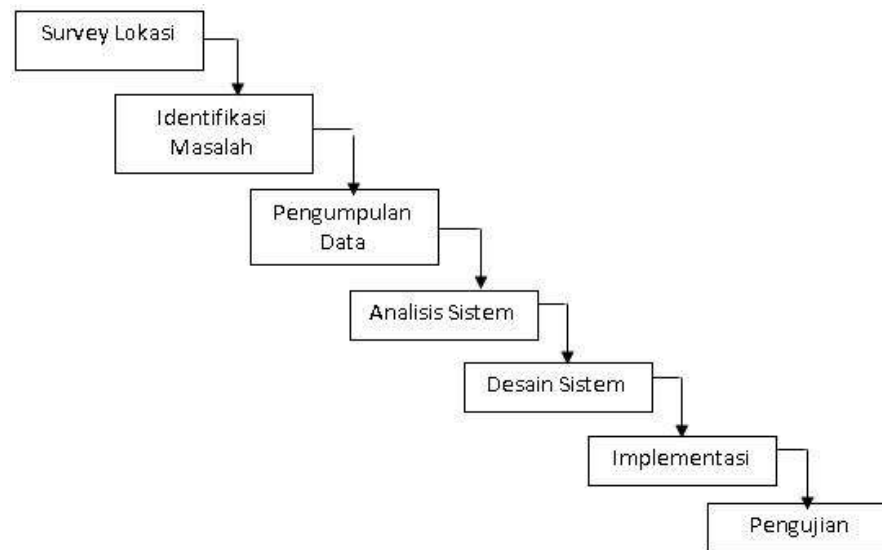 Survey Lokasi
Identifikasi
Masalah
Pengumpulan
Data
Analisis Sistem
Desain Sistem
Implementasi
Pengujian